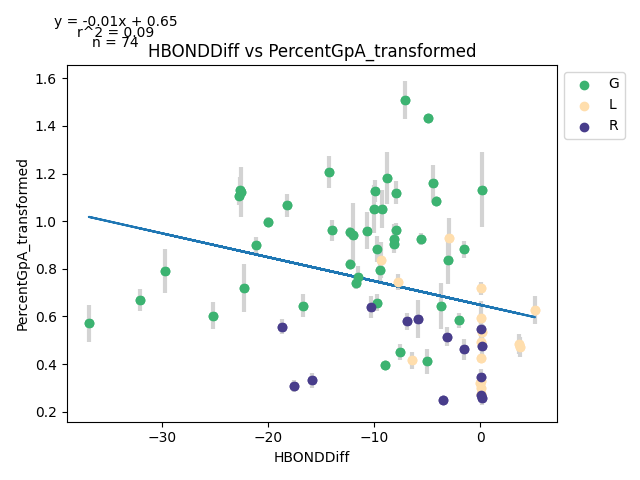 y = -0.01x + 0.65
r^2 = 0.09
n = 74
HBONDDiff vs PercentGpA_transformed
G
L
R
PercentGpA_transformed
1.6
1.4
1.2
1.0
0.8
0.6
0.4
0.2
−30
−20
−10
0
HBONDDiff